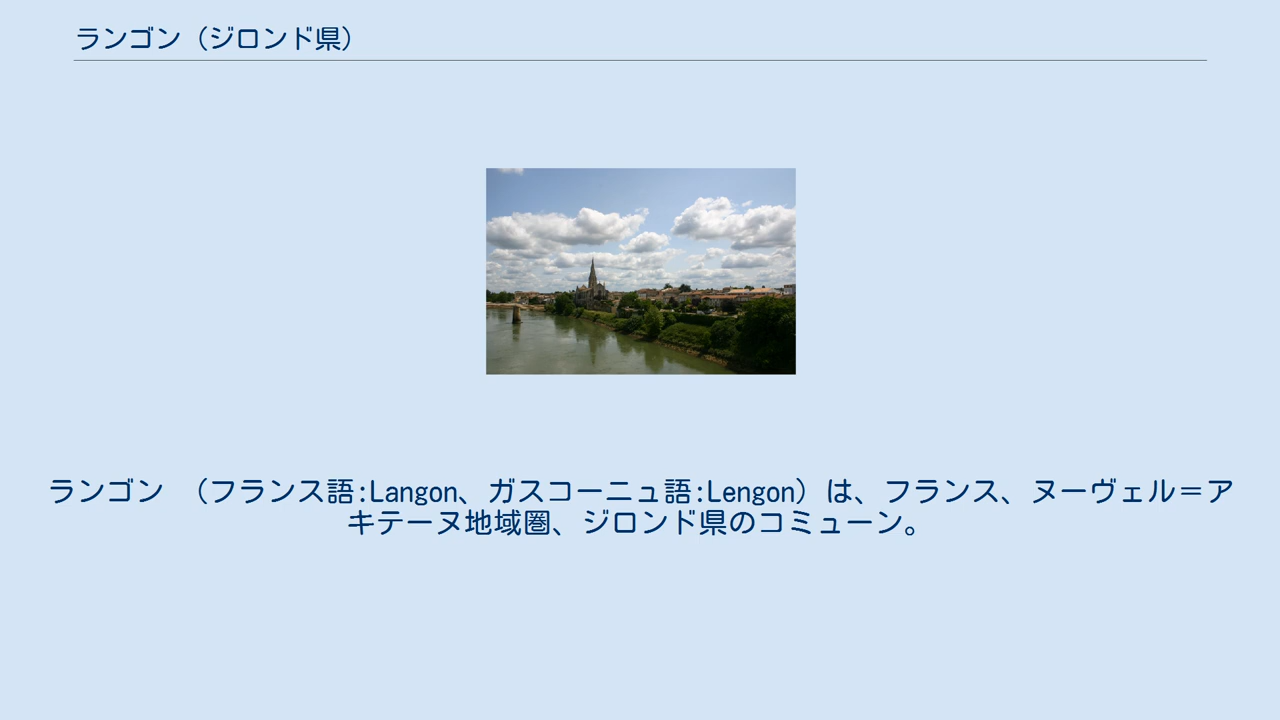 ランゴン（ジロンド県）
ランゴン　（フランス語:Langon、ガスコーニュ語:Lengon）は、フランス、ヌーヴェル＝ア
キテーヌ地域圏、ジロンド県のコミューン。